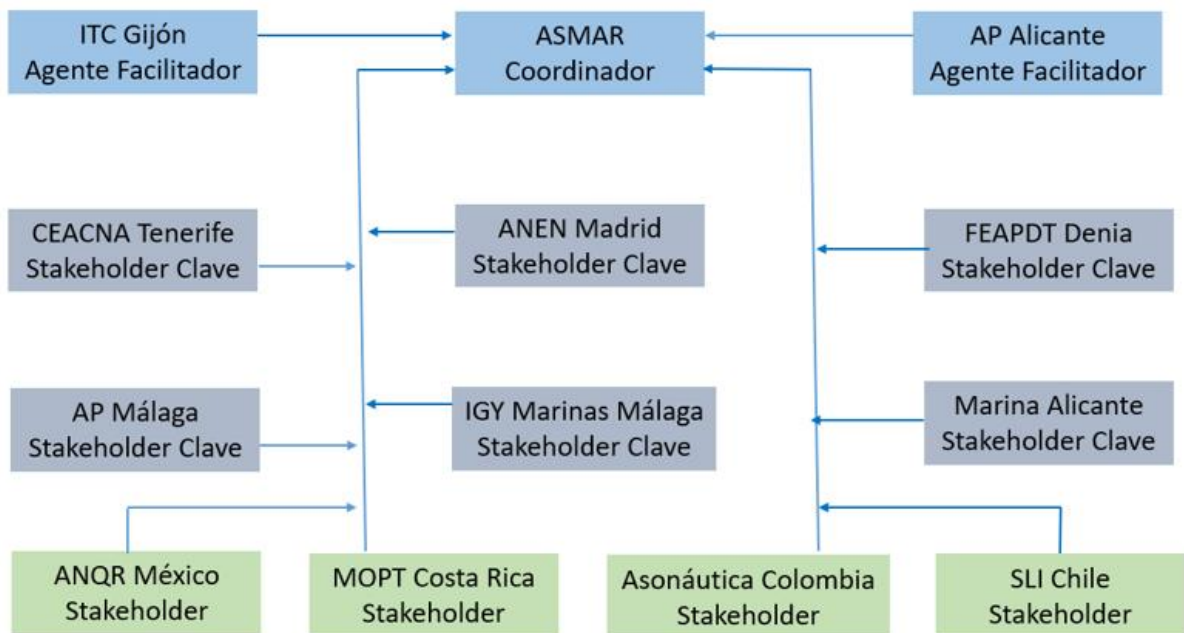 ITC Gijón
Agente Facilitador
ASMAR
Coordinador
AP Alicante
Agente Facilitador
CEACNA Tenerife
Stakeholder Clave
ANEN Madrid
Stakeholder Clave
FEAPDT Denia
Stakeholder Clave
AP Málaga
Stakeholder Clave
IGY Marinas Málaga
Stakeholder Clave
Marina Alicante
Stakeholder Clave
ANQR México
Stakeholder
MOPT Costa Rica
Stakeholder
Asonáutica Colombia
Stakeholder
SLI Chile
Stakeholder